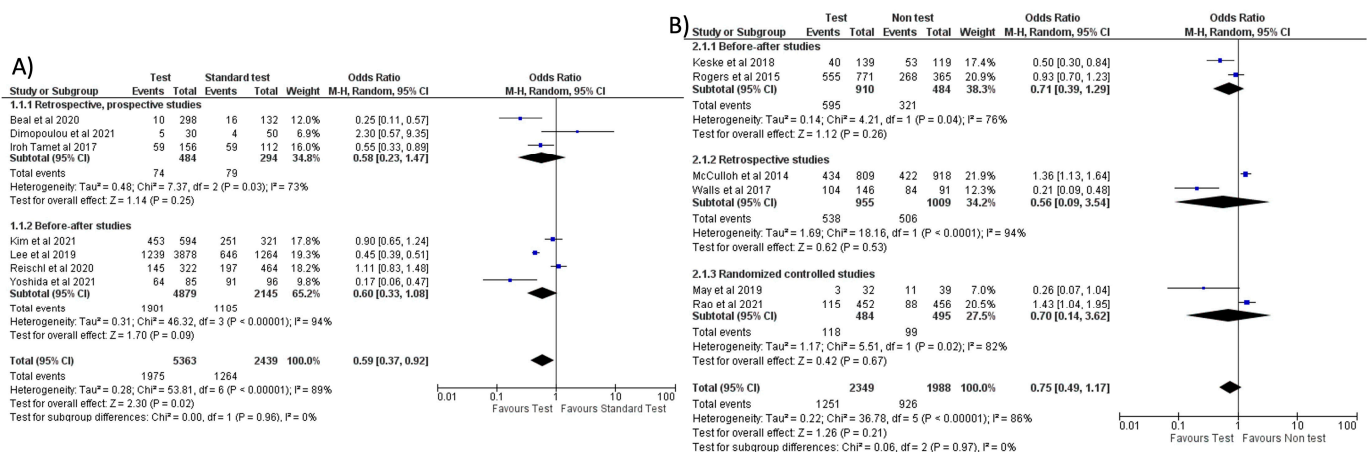 A)
Test Standard test Odds Ratio Odds Ratio
Study or Subgroup Events Total Events Total Weight M-H, Random, 95% CI M-H, Random, 95% CI
1.1.1 Retrospective, prospective studies
Beal et al 2020 10 298 16 132 12.0% 0.25 [0.11, 0.57]
Dimopoulou et al 2021 5 30 4 50 6.9% 2.30 [0.57, 9.35]
Iroh Tamet al 2017 59 156 59 112 16.0% 0.55 [0.33, 0.89]
Subtotal (95% CI) 484 294 34.8% 0.58 [0.23, 1.47]
Total events 74 79
Heterogeneity: Tau² = 0.48; Chi² = 7.37, df = 2 (P = 0.03); I² = 73%
Test for overall effect: Z = 1.14 (P = 0.25)
1.1.2 Before-after studies
Kim et al 2021 453 594 251 321 17.8% 0.90 [0.65, 1.24]
Lee et al 2019 1239 3878 646 1264 19.3% 0.45 [0.39, 0.51]
Reischl et al 2020 145 322 197 464 18.2% 1.11 [0.83, 1.48]
Yoshida et al 2021 64 85 91 96 9.8% 0.17 [0.06, 0.47]
Subtotal (95% CI) 4879 2145 65.2% 0.60 [0.33, 1.08]
Total events 1901 1105
Heterogeneity: Tau² = 0.31; Chi² = 46.32, df = 3 (P < 0.00001); I² = 94%
Test for overall effect: Z = 1.70 (P = 0.09)
Total (95% CI) 5363 2439 100.0% 0.59 [0.37, 0.92]
Total events 1975 1264
Heterogeneity: Tau² = 0.28; Chi² = 53.81, df = 6 (P < 0.00001); I² = 89%
Test for overall effect: Z = 2.30 (P = 0.02)
Test for subgroup differences: Chi² = 0.00, df = 1 (P = 0.96), I² = 0%
0.01 0.1 1 10 100
Favours Test Favours Standard Test
B)
Test Non test Odds Ratio Odds Ratio
Study or Subgroup Events Total Events Total Weight M-H, Random, 95% CI M-H, Random, 95% CI
2.1.1 Before-after studies
Keske et al 2018 40 139 53 119 17.4% 0.50 [0.30, 0.84]
Rogers et al 2015 555 771 268 365 20.9% 0.93 [0.70, 1.23]
Subtotal (95% CI) 910 484 38.3% 0.71 [0.39, 1.29]
Total events 595 321
Heterogeneity: Tau² = 0.14; Chi² = 4.21, df = 1 (P = 0.04); I² = 76%
Test for overall effect: Z = 1.12 (P = 0.26)
2.1.2 Retrospective studies
McCulloh et al 2014 434 809 422 918 21.9% 1.36 [1.13, 1.64]
Walls et al 2017 104 146 84 91 12.3% 0.21 [0.09, 0.48]
Subtotal (95% CI) 955 1009 34.2% 0.56 [0.09, 3.54]
Total events 538 506
Heterogeneity: Tau² = 1.69; Chi² = 18.16, df = 1 (P < 0.0001); I² = 94%
Test for overall effect: Z = 0.62 (P = 0.53)
2.1.3 Randomized controlled studies
May et al 2019 3 32 11 39 7.0% 0.26 [0.07, 1.04]
Rao et al 2021 115 452 88 456 20.5% 1.43 [1.04, 1.95]
Subtotal (95% CI) 484 495 27.5% 0.70 [0.14, 3.62]
Total events 118 99
Heterogeneity: Tau² = 1.17; Chi² = 5.51, df = 1 (P = 0.02); I² = 82%
Test for overall effect: Z = 0.42 (P = 0.67)
Total (95% CI) 2349 1988 100.0% 0.75 [0.49, 1.17]
Total events 1251 926
Heterogeneity: Tau² = 0.22; Chi² = 36.78, df = 5 (P < 0.00001); I² = 86%
Test for overall effect: Z = 1.26 (P = 0.21)
Test for subgroup differences: Chi² = 0.06, df = 2 (P = 0.97), I² = 0%
0.01 0.1 1 10 100
Favours Test Favours Non test